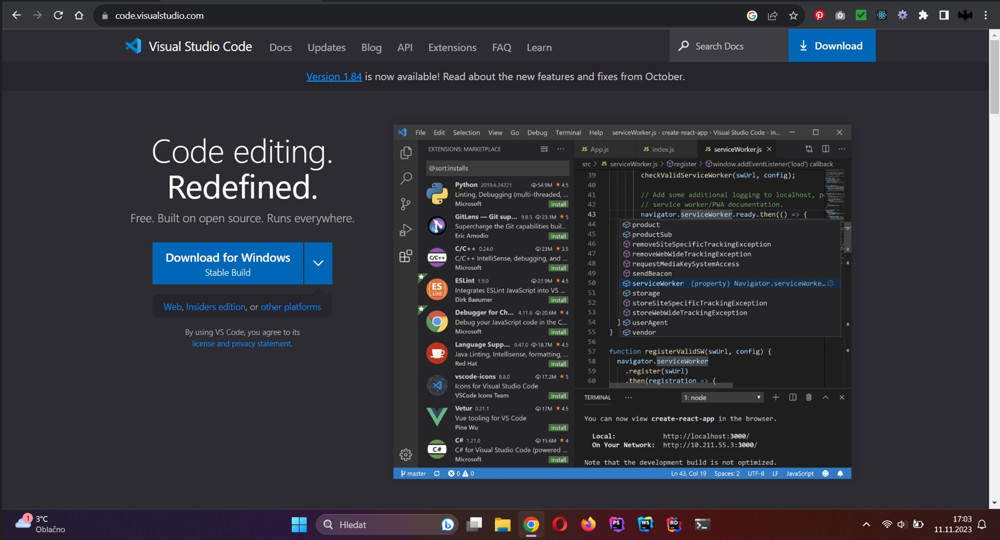 code.visualstudio.com
Visual Studio Code Docs Updates Blog API Extensions FAQ Learn Search Docs Download
Version 1.84 is now available! Read about the new features and fixes from October.
Code editing.
Redefined.
Free. Built on open source. Runs everywhere.
Download for Windows
Stable Build
Web, Insiders edition, or other platforms
By using VS Code, you agree to its
license and privacy statement.
File Edit Selection View Go Debug Terminal Help serviceWorker.js - create-react-app - Visual Studio Code - In...
EXTENSIONS: MARKETPLACE
@sort:installs
Python 2019.6.24221 54.9M ★ 4.5
Linting, Debugging (multi-threaded, ...
Microsoft Install
GitLens — Git sup... 9.8.5 23.1M ★ 5
Supercharge the Git capabilities buil...
Eric Amodio Install
C/C++
C/C++ 0.24.0 23M ★ 3.5
C/C++ IntelliSense, debugging, and ...
Microsoft Install
ES
Lint
ESLint 1.9.0 21.9M ★ 4.5
Integrates ESLint JavaScript into VS ...
Dirk Baeumer Install
Debugger for Ch... 4.11.6 20.6M ★ 4
Debug your JavaScript code in the C...
Microsoft Install
Language Supp... 0.47.0 18.7M ★ 4.5
Java Linting, Intellisense, formatting, ...
Red Hat Install
vscode-icons 8.8.0 17.2M ★ 5
Icons for Visual Studio Code
VSCode Icons Team Install
Vetur 0.21.1 17M ★ 4.5
Vue tooling for VS Code
Pine Wu Install
C#
C# 1.21.0 15.6M ★ 4
C# for Visual Studio Code (powered ...
Microsoft Install
JS App.js JS index.js JS serviceWorker.js
src > JS serviceWorker.js > register > window.addEventListener('load') callback
39 checkValidServiceWorker(swUrl, config);
40
41 // Add some additional logging to localhost, po
42 // service worker/PWA documentation.
43 navigator.serviceWorker.ready.then(() => {
44 product
45 productSub
46 removeSiteSpecificTrackingException
47 removeWebWideTrackingException
48 requestMediaKeySystemAccess
49 sendBeacon
50 serviceWorker (property) Navigator.serviceWorke...
51 storage
52 storeSiteSpecificTrackingException
53 storeWebWideTrackingException
54 ] userAgent
55 } vendor
56
57 function registerValidSW(swUrl, config) {
58 navigator.serviceWorker
59 .register(swUrl)
60 .then(registration => {
TERMINAL ··· 1: node
You can now view create-react-app in the browser.
Local: http://localhost:3000/
On Your Network: http://10.211.55.3:3000/
Note that the development build is not optimized.
master 0 0 Ln 43, Col 19 Spaces: 2 UTF-8 LF JavaScript
1
3°C
Oblačno
Hledat
PS WS RD
17:03
11.11.2023